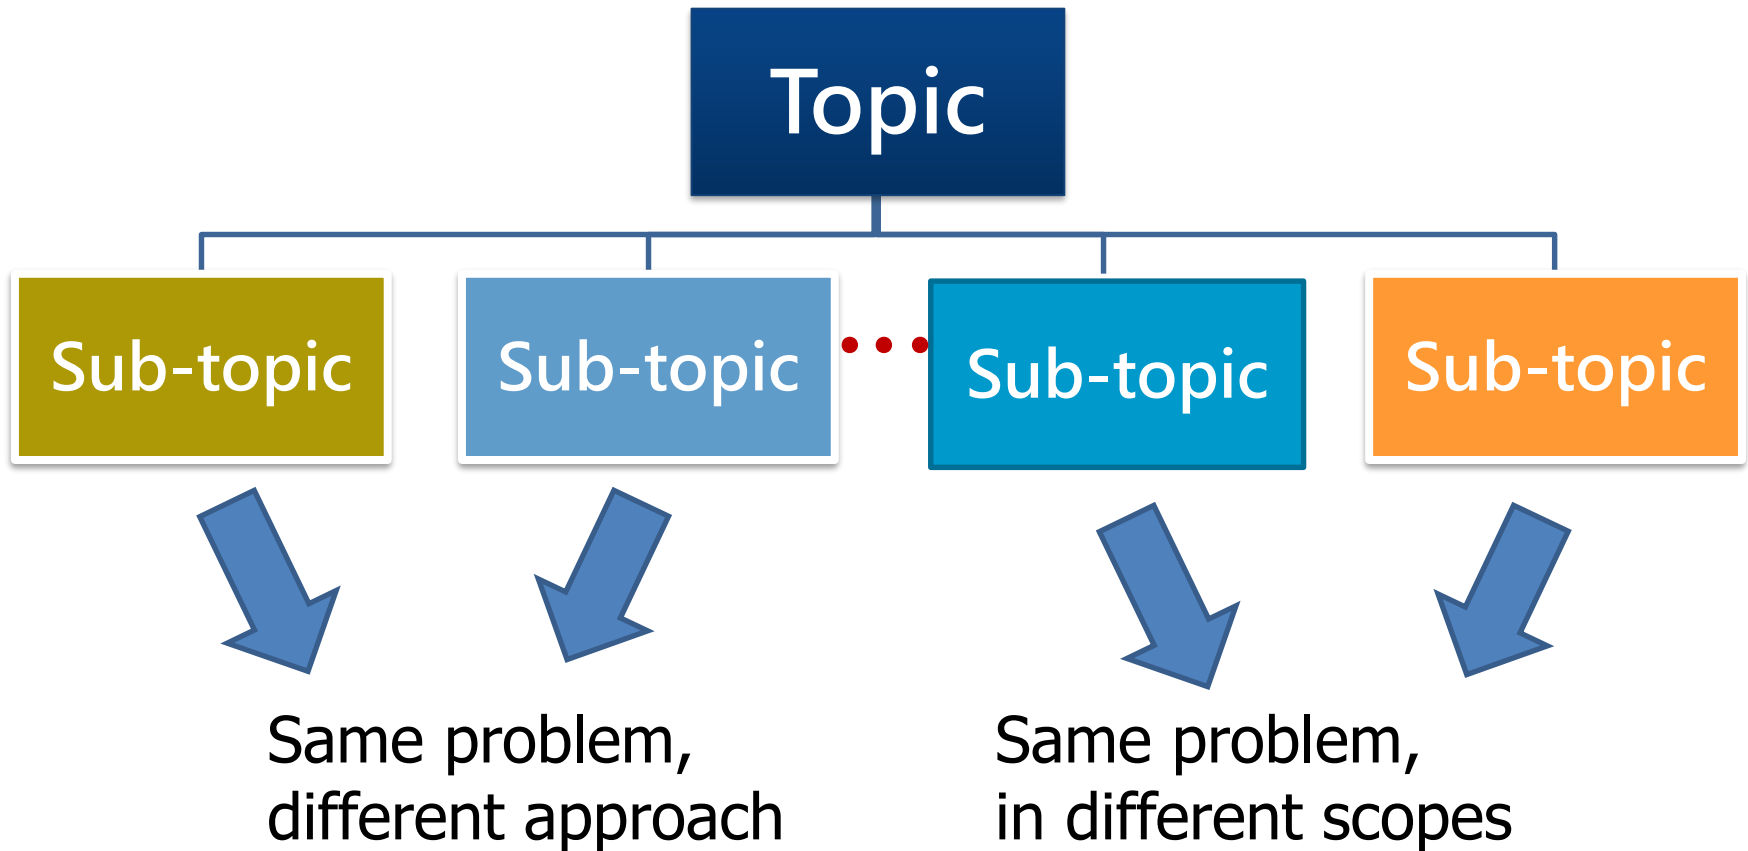 Topic
Sub-topic
Sub-topic
Sub-topic
Sub-topic
Same problem,
different approach
Same problem,
in different scopes